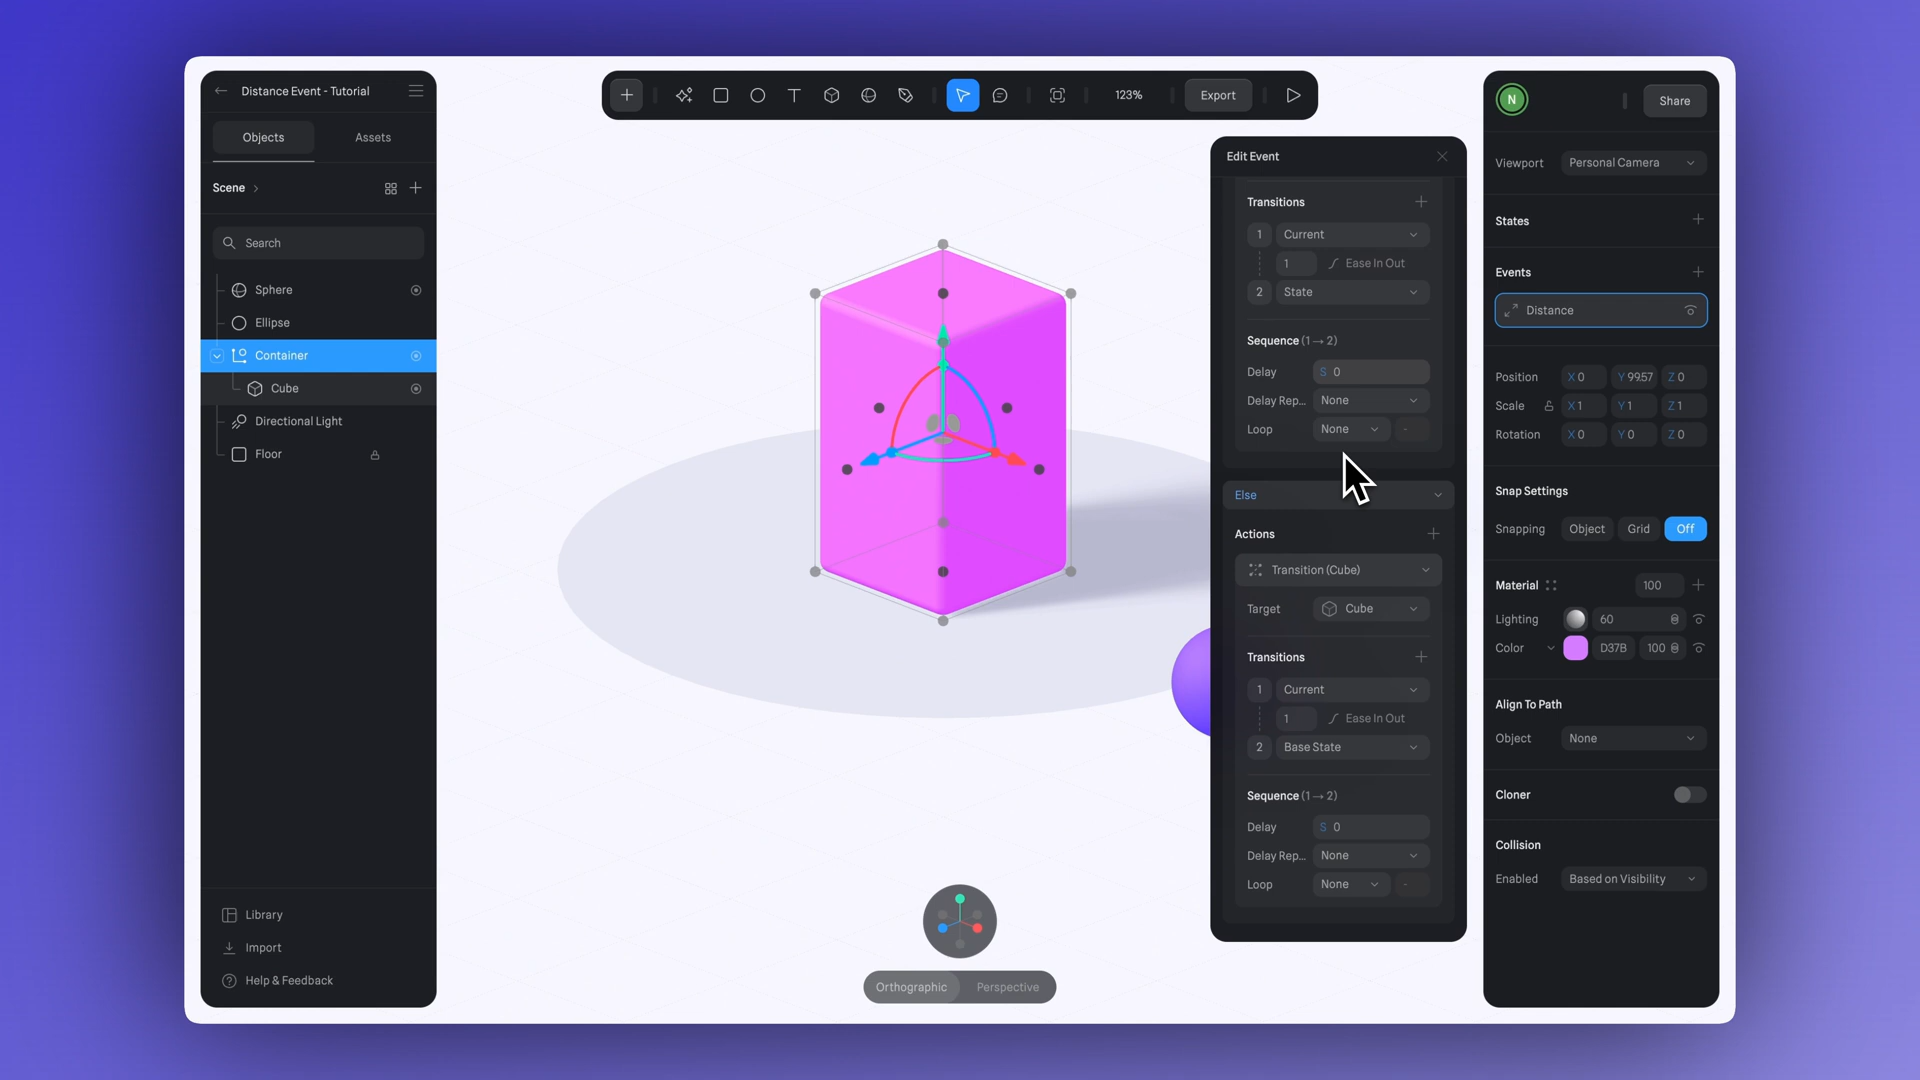 Distance Event - Tutorial
Objects
Assets
Scene
Search
Sphere
Ellipse
Container
Cube
Directional Light
Floor
Library
Import
Help & Feedback
T
123%
Export
Orthographic
Perspective
Edit Event
Transitions
1 Current
1 Ease In Out
2 State
Sequence (1 → 2)
Delay S 0
Delay Rep... None
Loop None -
Else
Actions
Transition (Cube)
Target Cube
Transitions
1 Current
1 Ease In Out
2 Base State
Sequence (1 → 2)
Delay S 0
Delay Rep... None
Loop None -
N
Share
Viewport Personal Camera
States
Events
Distance
Position X 0 Y 99.57 Z 0
Scale X 1 Y 1 Z 1
Rotation X 0 Y 0 Z 0
Snap Settings
Snapping Object Grid Off
Material 100
Lighting 60
Color D37B 100
Align To Path
Object None
Cloner
Collision
Enabled Based on Visibility